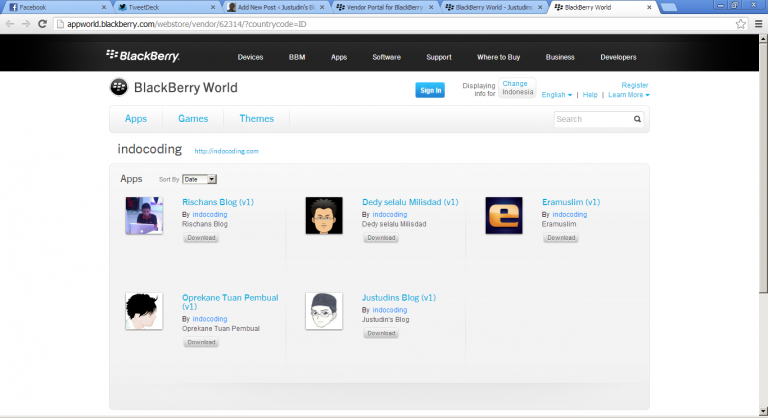 Facebook
TweetDeck
Add New Post ‹ Justudin's Bl
Vendor Portal for BlackBerry
BlackBerry World - Justudins
BlackBerry World
appworld.blackberry.com/webstore/vendor/62314/?countrycode=ID
BlackBerry
Devices
BBM
Apps
Software
Support
Where to Buy
Business
Developers
BlackBerry World
Sign In
Displaying
info for
Change
Indonesia
Register
English | Help | Learn More
Apps
Games
Themes
Search
indocoding
http://indocoding.com
Apps
Sort By
Date
Rischans Blog (v1)
By indocoding
Rischans Blog
Download
Dedy selalu Milisdad (v1)
By indocoding
Dedy selalu Milisdad
Download
Eramuslim (v1)
By indocoding
Eramuslim
Download
Oprekane Tuan Pembual
(v1)
By indocoding
Oprekane Tuan Pembual
Download
Justudins Blog (v1)
By indocoding
Justudin's Blog
Download